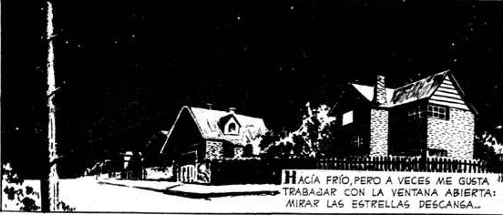 HACÍA FRÍO, PERO A VECES ME GUSTA
TRABAJAR CON LA VENTANA ABIERTA:
MIRAR LAS ESTRELLAS DESCANSA...